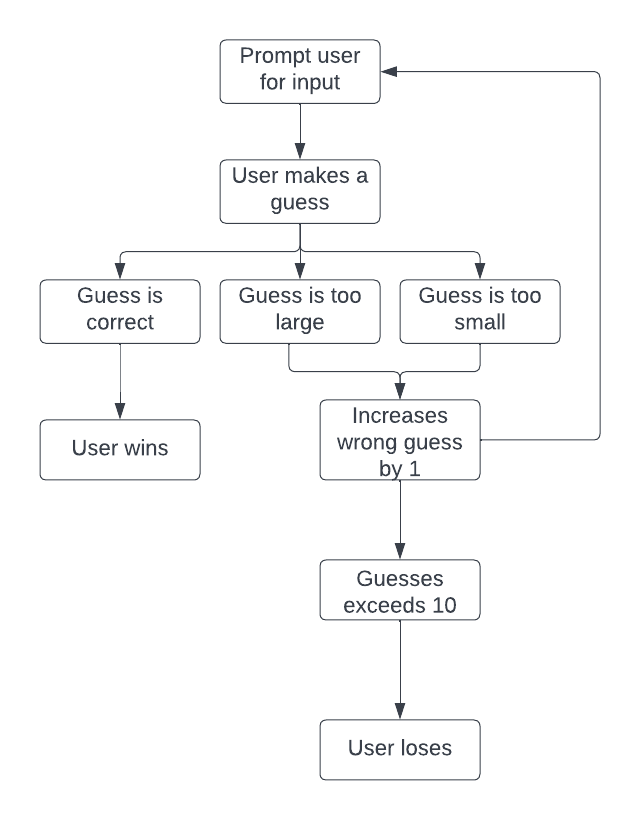 Prompt user
for input
User makes a
guess
Guess is
correct
Guess is too
large
Guess is too
small
Increases
wrong guess
by 1
User wins
Guesses
exceeds 10
User loses